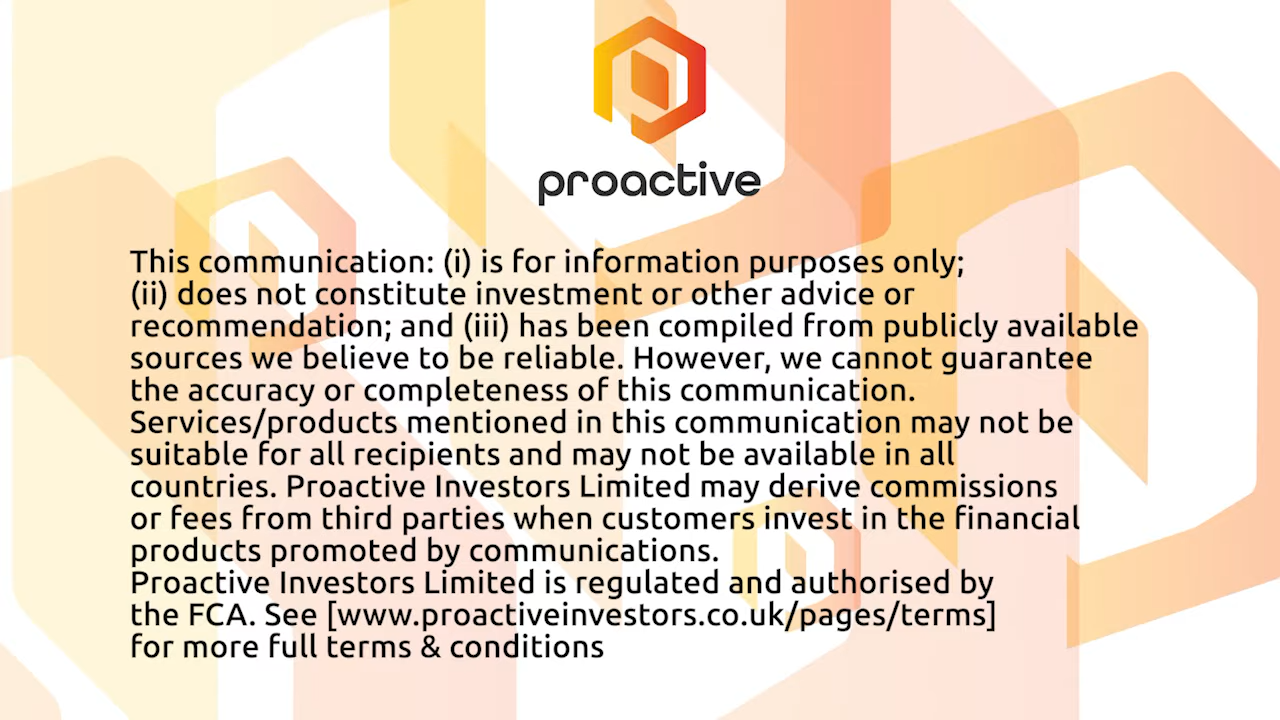 proactive
This communication: (i) is for information purposes only;
(ii) does not constitute investment or other advice or
recommendation; and (iii) has been compiled from publicly available
sources we believe to be reliable. However, we cannot guarantee
the accuracy or completeness of this communication.
Services/products mentioned in this communication may not be
suitable for all recipients and may not be available in all
countries. Proactive Investors Limited may derive commissions
or fees from third parties when customers invest in the financial
products promoted by communications.
Proactive Investors Limited is regulated and authorised by
the FCA. See [www.proactiveinvestors.co.uk/pages/terms]
for more full terms & conditions